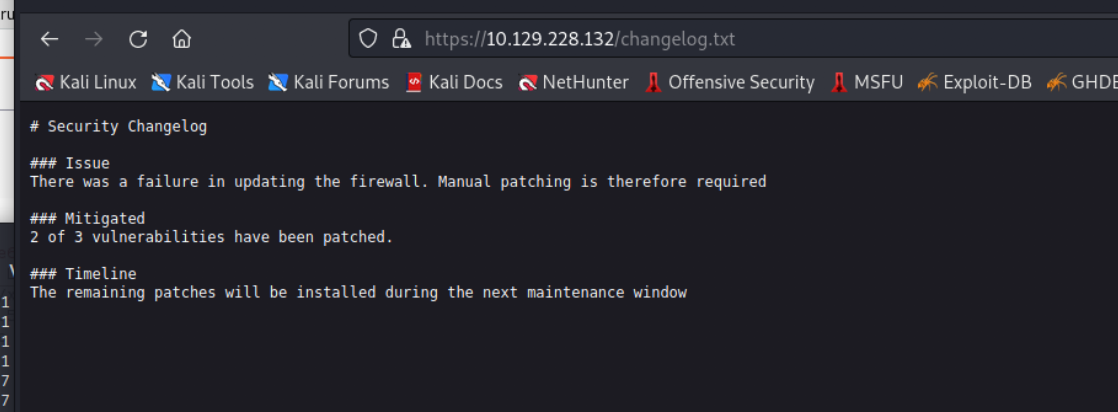 ru
https://10.129.228.132/changelog.txt
Kali Linux Kali Tools Kali Forums Kali Docs NetHunter Offensive Security MSFU Exploit-DB GHDB
# Security Changelog
### Issue
There was a failure in updating the firewall. Manual patching is therefore required
### Mitigated
2 of 3 vulnerabilities have been patched.
### Timeline
The remaining patches will be installed during the next maintenance window
1
1
1
1
7
7